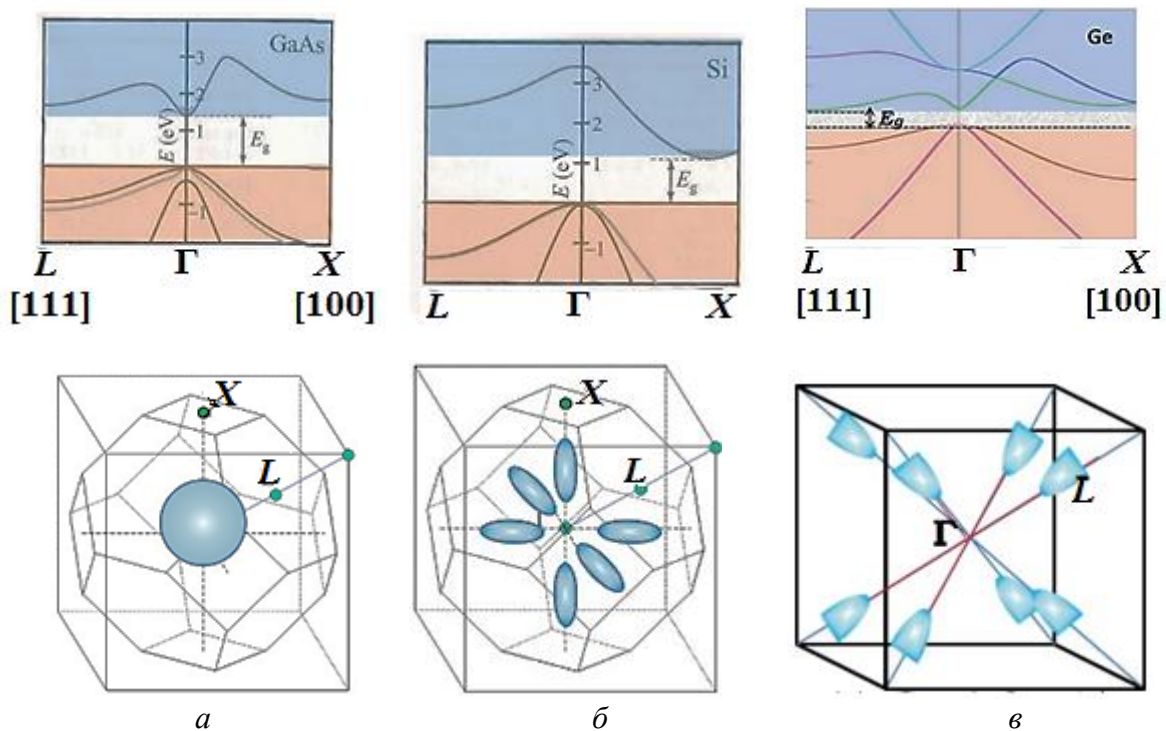 GaAs
3
2
1
E (eV)
E_g
-1
L Γ X
[111] [100]
Si
3
2
1
E (eV)
E_g
-1
L Γ X
Ge
E_g
L Γ X
[111] [100]
X
L
X
L
Γ
L
а б в